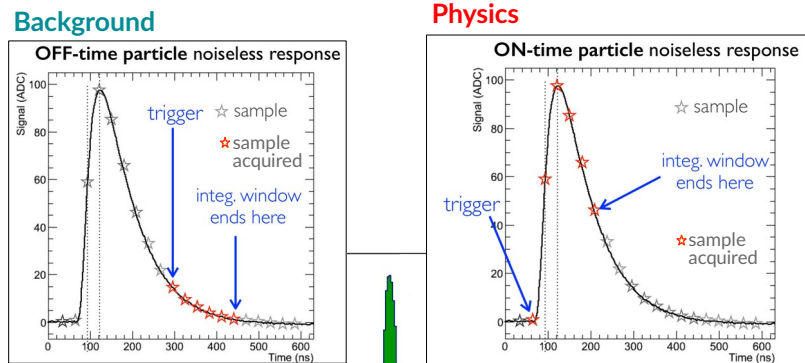 Background
OFF-time particle noiseless response
Signal (ADC)
100
80
60
40
20
0
trigger
sample
sample
acquired
integ. window
ends here
0 100 200 300 400 500 600
Time (ns)
Physics
ON-time particle noiseless response
Signal (ADC)
100
80
60
40
20
0
sample
integ. window
ends here
trigger
sample
acquired
0 100 200 300 400 500 600
Time (ns)